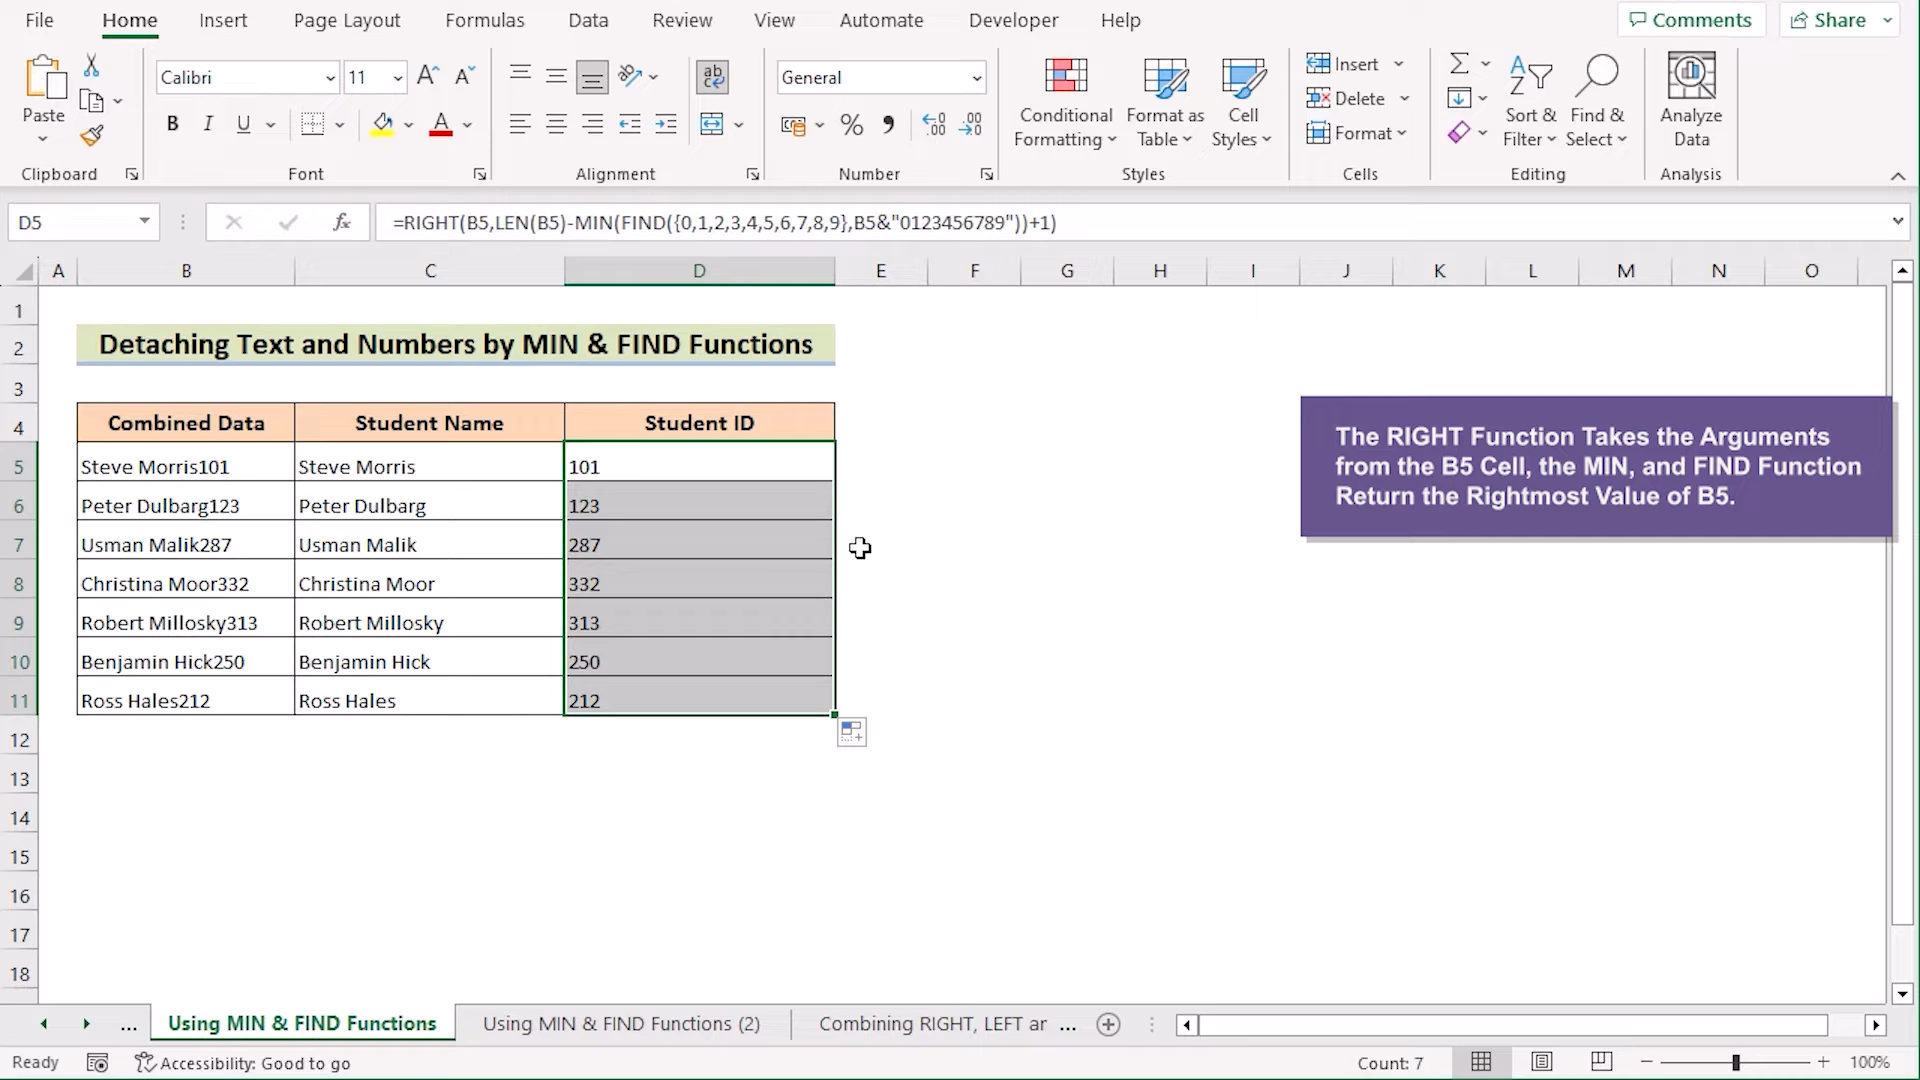 File Home Insert Page Layout Formulas Data Review View Automate Developer Help Comments Share
Paste Calibri 11 General Conditional Formatting Format as Table Cell Styles Insert Delete Format Sort & Filter Find & Select Analyze Data
Clipboard Font Alignment Number Styles Cells Editing Analysis
D5 fx =RIGHT(B5,LEN(B5)-MIN(FIND({0,1,2,3,4,5,6,7,8,9},B5&"0123456789"))+1)
A B C D E F G H I J K L M N O
1
2 Detaching Text and Numbers by MIN & FIND Functions
3
4 Combined Data Student Name Student ID
5 Steve Morris101 Steve Morris 101
6 Peter Dulbarg123 Peter Dulbarg 123
7 Usman Malik287 Usman Malik 287
8 Christina Moor332 Christina Moor 332
9 Robert Millosky313 Robert Millosky 313
10 Benjamin Hick250 Benjamin Hick 250
11 Ross Hales212 Ross Hales 212
12
13
14
15
16
17
18
The RIGHT Function Takes the Arguments
from the B5 Cell, the MIN, and FIND Function
Return the Rightmost Value of B5.
... Using MIN & FIND Functions Using MIN & FIND Functions (2) Combining RIGHT, LEFT ar ...
Ready Accessibility: Good to go Count: 7 100%